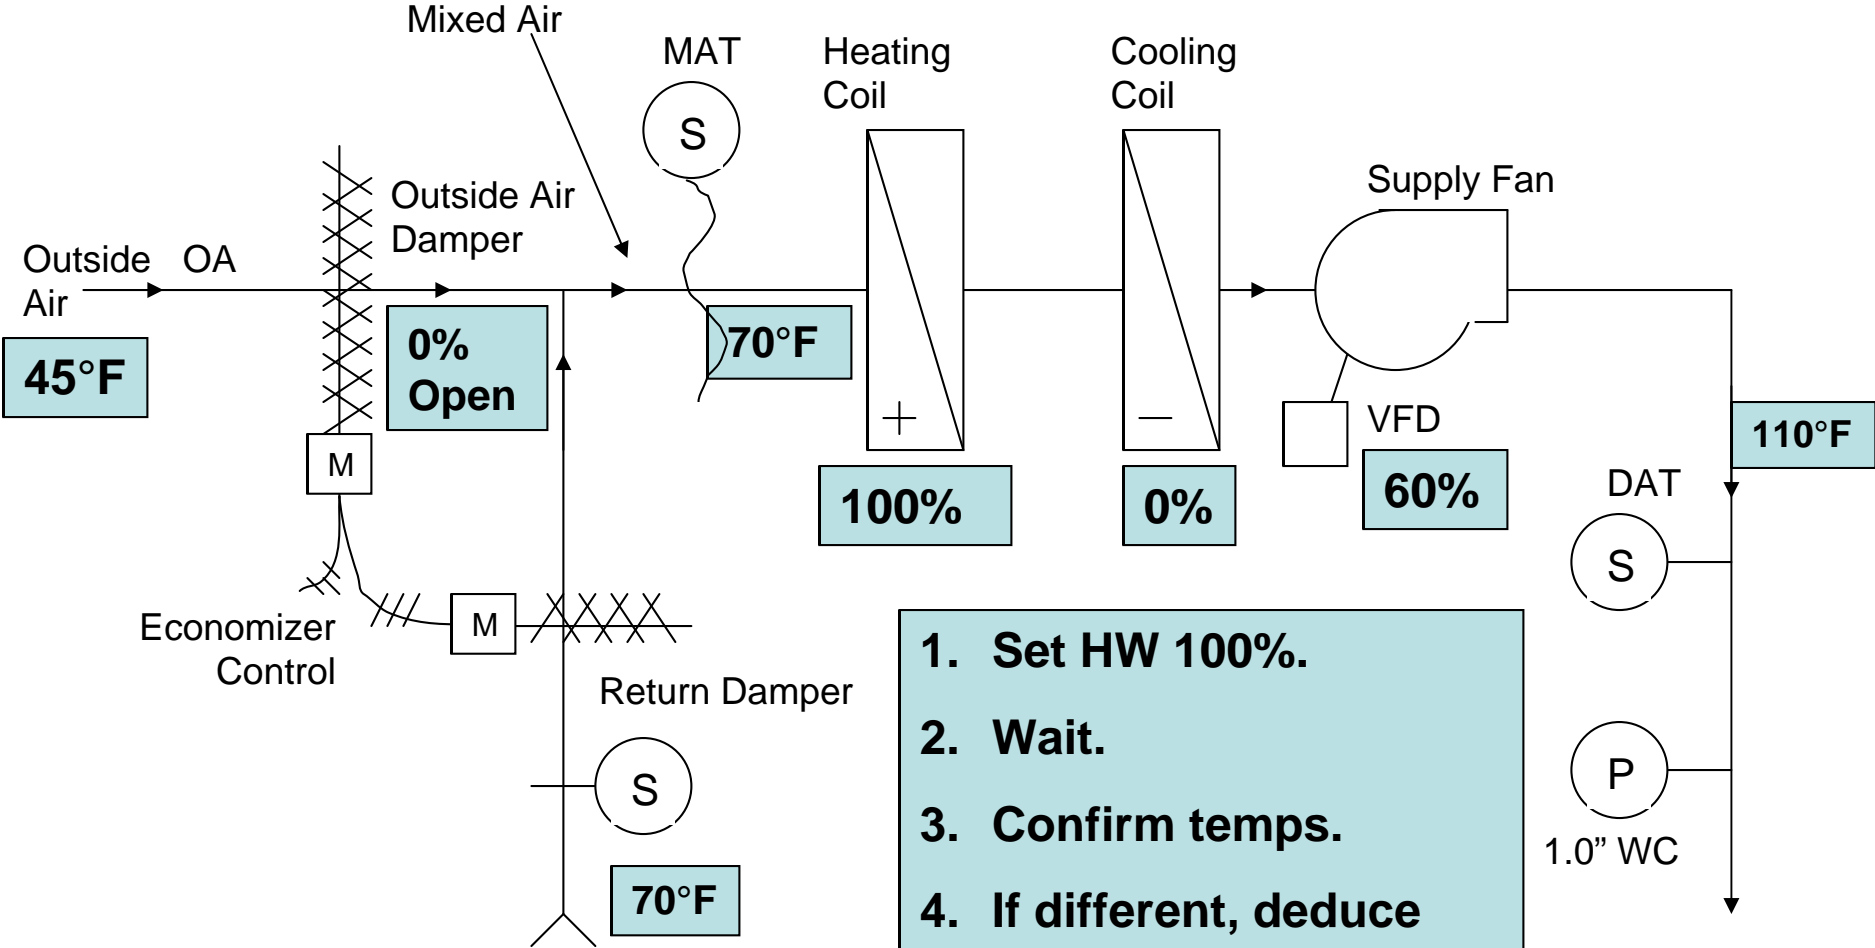 Mixed Air
MAT
S
Heating
Coil
Cooling
Coil
Supply Fan
Outside Air
Damper
Outside OA
Air
45°F
0%
Open
70°F
+
−
100%
0%
VFD
60%
110°F
DAT
S
M
Economizer
Control
M
Return Damper
S
70°F
1. Set HW 100%.
2. Wait.
3. Confirm temps.
4. If different, deduce
P
1.0” WC